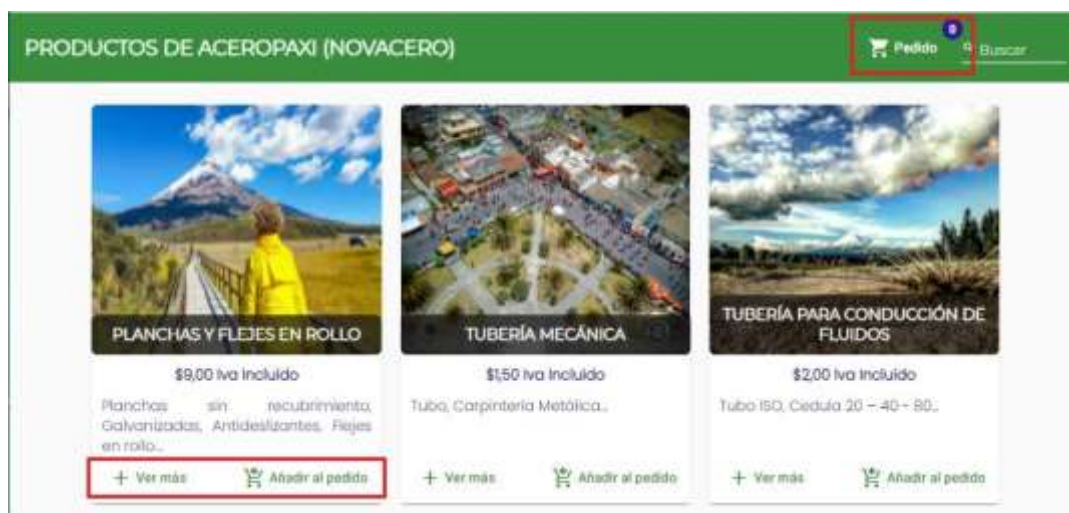 PRODUCTOS DE ACEROPAXI (NOVACERO)
Pedido
0
Buscar
PLANCHAS Y FLEJES EN ROLLO
TUBERÍA MECÁNICA
TUBERÍA PARA CONDUCCIÓN DE
FLUIDOS
$9,00 Iva Incluido
$1,50 Iva Incluido
$2,00 Iva Incluido
Planchas sin recubrimiento,
Galvanizadas, Antideslizantes, Flejes
en rollo...
Tubo, Carpintería Metálica...
Tubo ISO, Cedula 20 – 40 - 80...
+ Ver más
Añadir al pedido
+ Ver más
Añadir al pedido
+ Ver más
Añadir al pedido